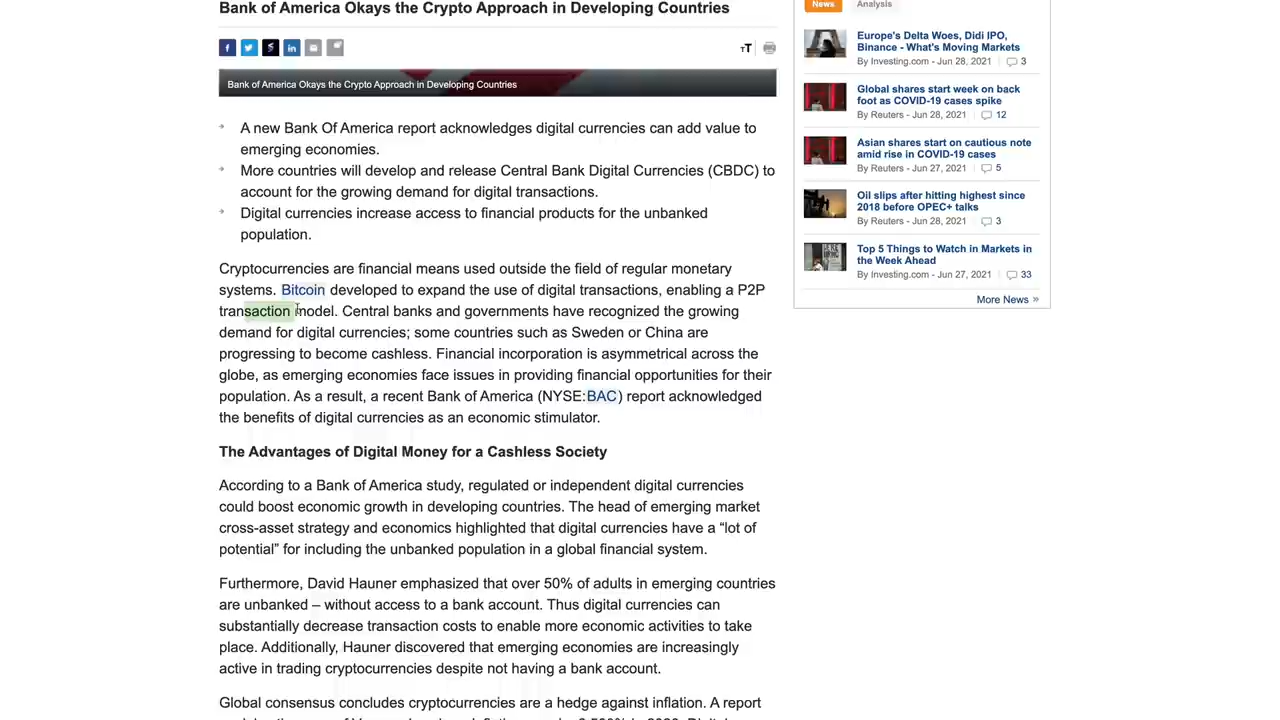 Bank of America Okays the Crypto Approach in Developing Countries
f
in
TT
Bank of America Okays the Crypto Approach in Developing Countries
A new Bank Of America report acknowledges digital currencies can add value to
emerging economies.
More countries will develop and release Central Bank Digital Currencies (CBDC) to
account for the growing demand for digital transactions.
Digital currencies increase access to financial products for the unbanked
population.
Cryptocurrencies are financial means used outside the field of regular monetary
systems. Bitcoin developed to expand the use of digital transactions, enabling a P2P
transaction model. Central banks and governments have recognized the growing
demand for digital currencies; some countries such as Sweden or China are
progressing to become cashless. Financial incorporation is asymmetrical across the
globe, as emerging economies face issues in providing financial opportunities for their
population. As a result, a recent Bank of America (NYSE:BAC) report acknowledged
the benefits of digital currencies as an economic stimulator.
The Advantages of Digital Money for a Cashless Society
According to a Bank of America study, regulated or independent digital currencies
could boost economic growth in developing countries. The head of emerging market
cross-asset strategy and economics highlighted that digital currencies have a “lot of
potential” for including the unbanked population in a global financial system.
Furthermore, David Hauner emphasized that over 50% of adults in emerging countries
are unbanked – without access to a bank account. Thus digital currencies can
substantially decrease transaction costs to enable more economic activities to take
place. Additionally, Hauner discovered that emerging economies are increasingly
active in trading cryptocurrencies despite not having a bank account.
Global consensus concludes cryptocurrencies are a hedge against inflation. A report
News
Analysis
Europe's Delta Woes, Didi IPO,
Binance - What's Moving Markets
By Investing.com - Jun 28, 2021 3
Global shares start week on back
foot as COVID-19 cases spike
By Reuters - Jun 28, 2021 12
Asian shares start on cautious note
amid rise in COVID-19 cases
By Reuters - Jun 27, 2021 5
Oil slips after hitting highest since
2018 before OPEC+ talks
By Reuters - Jun 28, 2021 3
Top 5 Things to Watch in Markets in
the Week Ahead
By Investing.com - Jun 27, 2021 33
More News »